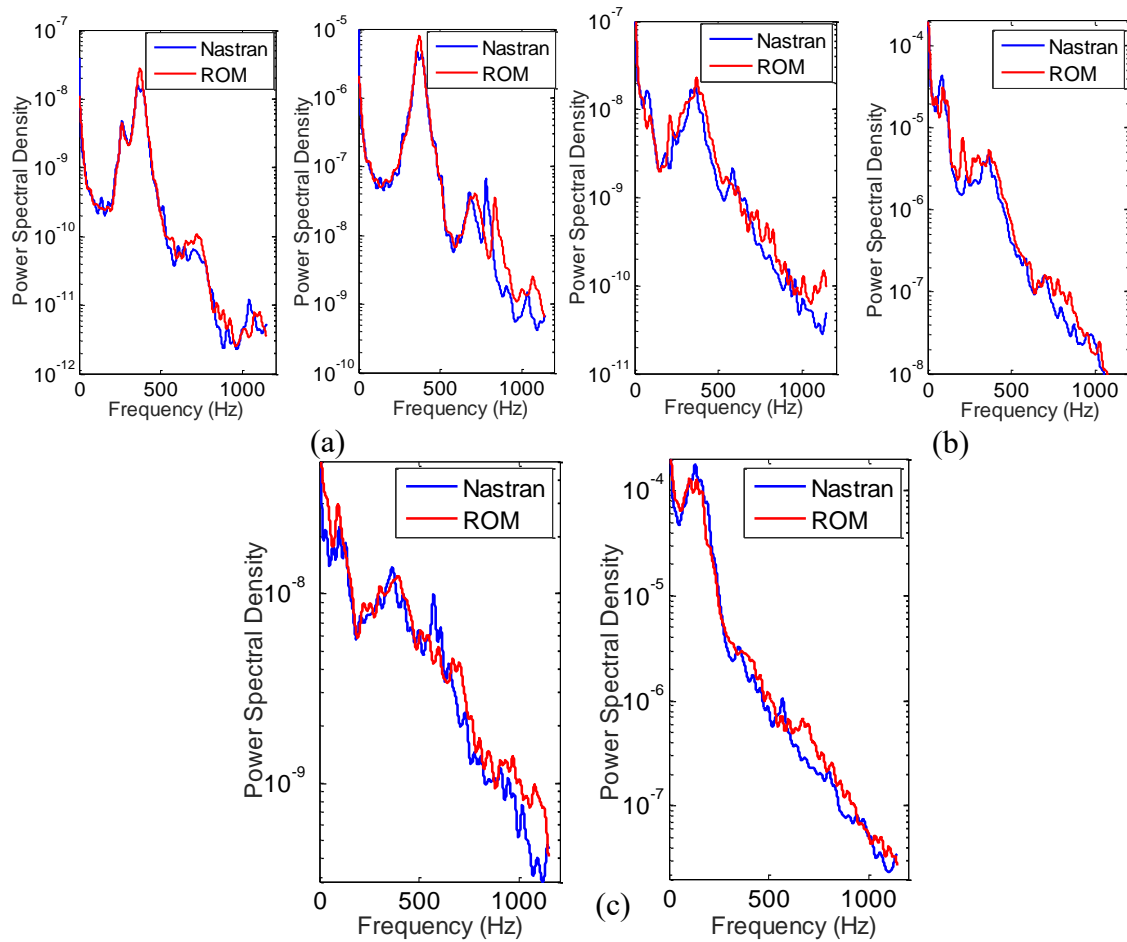 10^-7
10^-8
10^-9
10^-10
10^-11
10^-12
Power Spectral Density
Nastran
ROM
0 500 1000
Frequency (Hz)
10^-5
10^-6
10^-7
10^-8
10^-9
10^-10
Power Spectral Density
Nastran
ROM
0 500 1000
Frequency (Hz)
(a)
10^-7
10^-8
10^-9
10^-10
10^-11
Power Spectral Density
Nastran
ROM
0 500 1000
Frequency (Hz)
10^-4
10^-5
10^-6
10^-7
10^-8
Power Spectral Density
Nastran
ROM
0 500 1000
Frequency (Hz)
(b)
10^-8
10^-9
Power Spectral Density
Nastran
ROM
0 500 1000
Frequency (Hz)
10^-4
10^-5
10^-6
10^-7
Power Spectral Density
Nastran
ROM
0 500 1000
Frequency (Hz)
(c)